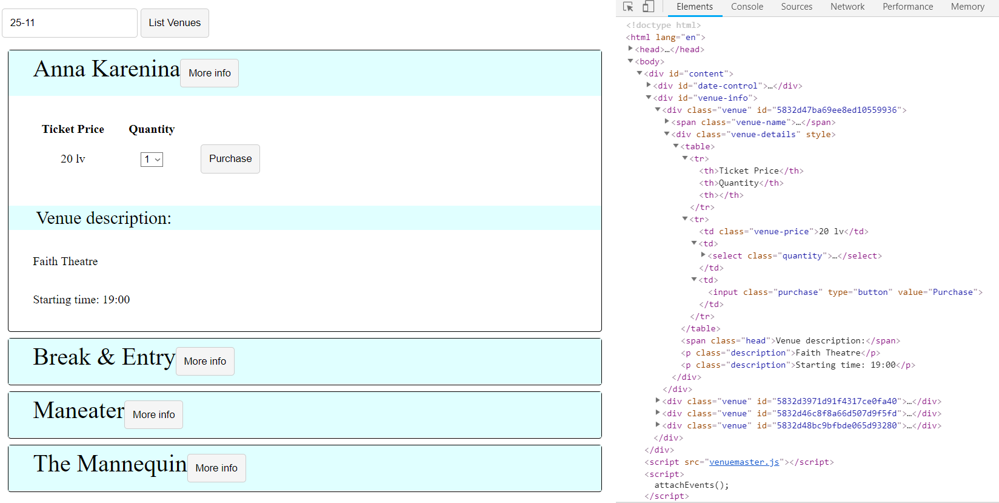 25-11
List Venues
Anna Karenina
More info
Ticket Price Quantity
20 lv 1 Purchase
Venue description:
Faith Theatre
Starting time: 19:00
Break & Entry
More info
Maneater
More info
The Mannequin
More info
Elements Console Sources Network Performance Memory
<!doctype html>
<html lang="en">
<head>…</head>
<body>
<div id="content">
<div id="date-control">…</div>
<div id="venue-info">
<div class="venue" id="5832d47ba69ee8ed10559936">
<span class="venue-name">…</span>
<div class="venue-details" style>
<table>
<tr>
<th>Ticket Price</th>
<th>Quantity</th>
<th></th>
</tr>
<tr>
<td class="venue-price">20 lv</td>
<td>
<select class="quantity">…</select>
</td>
<td>
<input class="purchase" type="button" value="Purchase">
</td>
</tr>
</table>
<span class="head">Venue description:</span>
<p class="description">Faith Theatre</p>
<p class="description">Starting time: 19:00</p>
</div>
</div>
<div class="venue" id="5832d3971d91f4317ce0fa40">…</div>
<div class="venue" id="5832d46c8f8a66d507d9f5fd">…</div>
<div class="venue" id="5832d48bc9bfbde065d93280">…</div>
</div>
</div>
<script src="venuemaster.js"></script>
<script>
attachEvents();
</script>